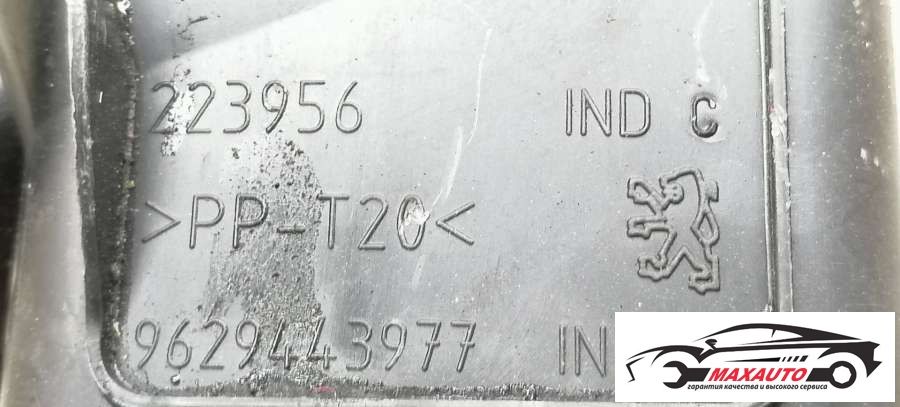 223956 IND C
>PP-T20<
9629443977 IN
MAXAUTO
гарантия качества и высокого сервиса